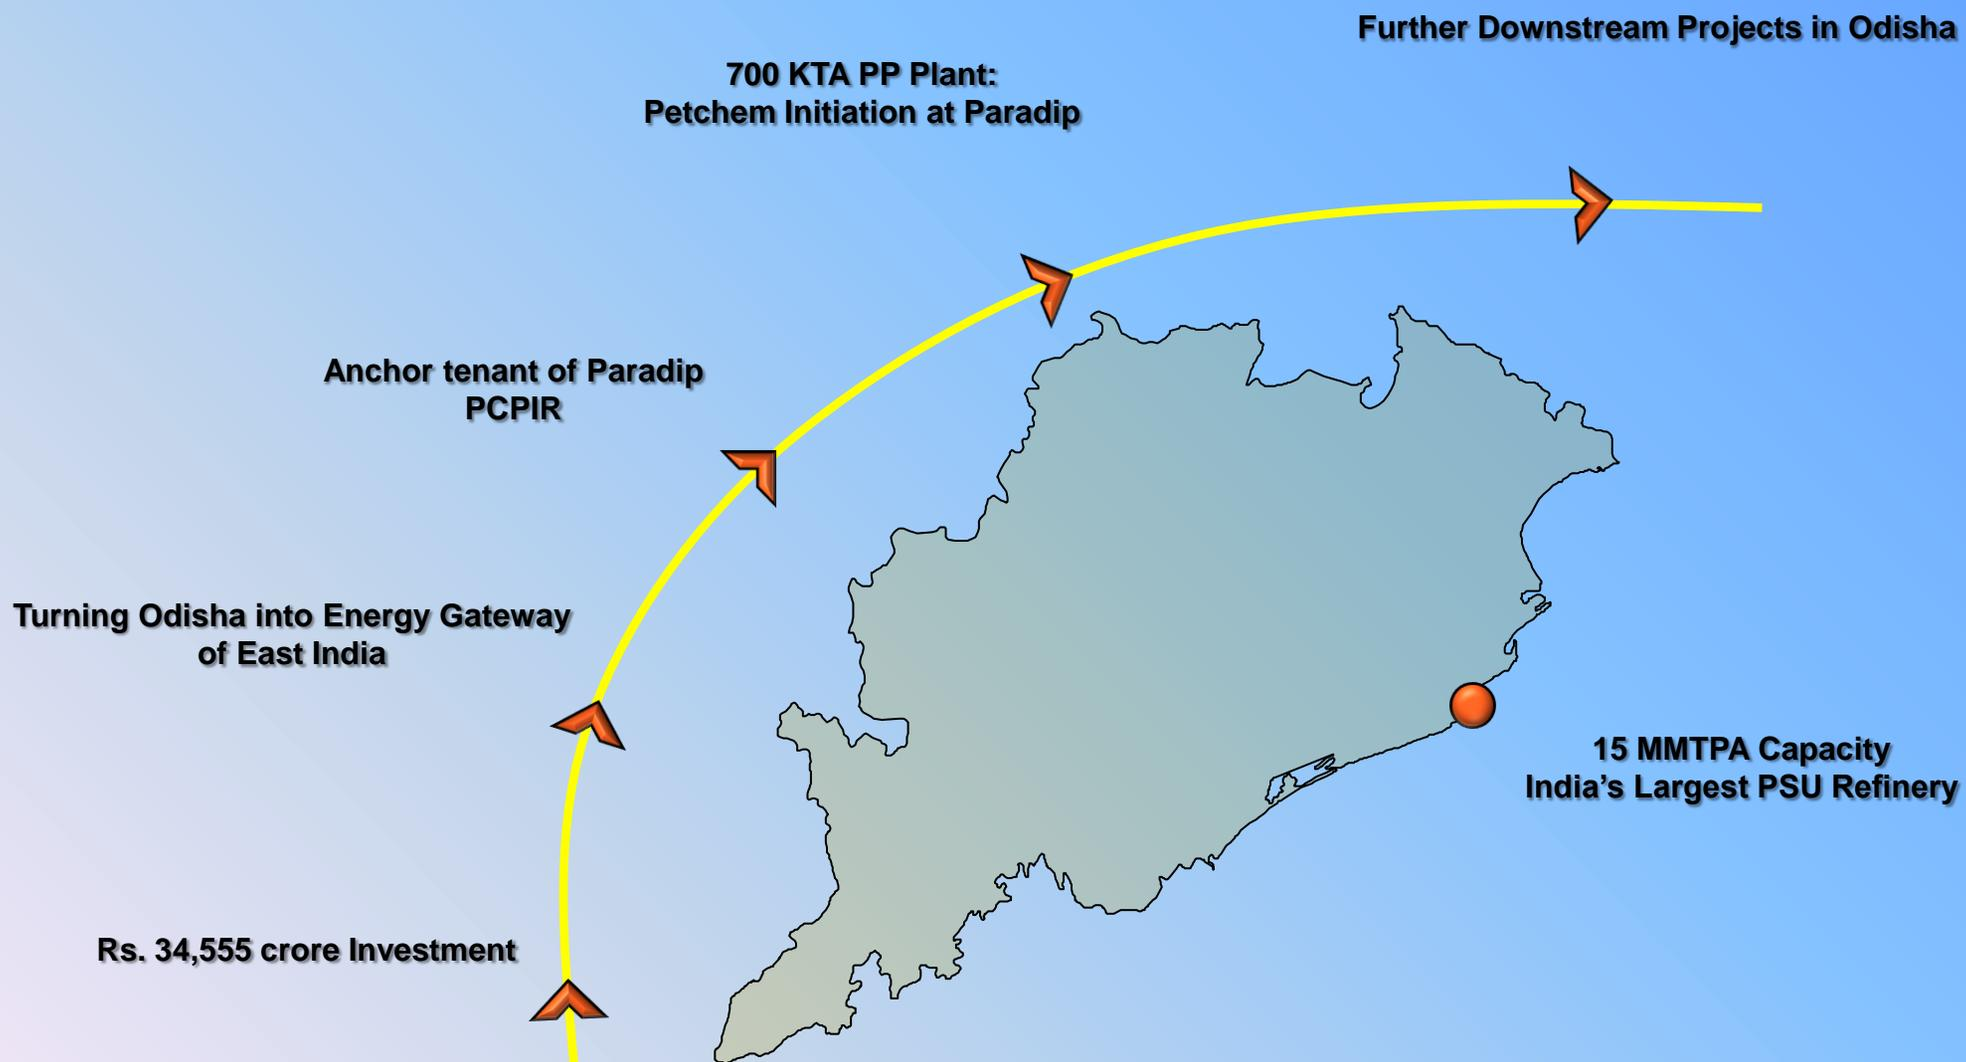 Further Downstream Projects in Odisha
700 KTA PP Plant:
Petchem Initiation at Paradip
Anchor tenant of Paradip
PCPIR
Turning Odisha into Energy Gateway
of East India
15 MMTPA Capacity
India’s Largest PSU Refinery
Rs. 34,555 crore Investment